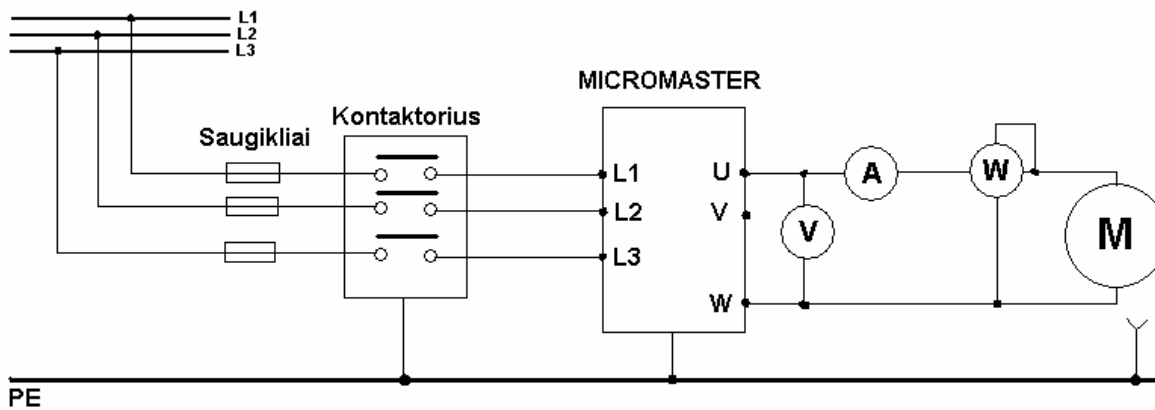 L1
L2
L3
MICROMASTER
Kontaktorius
Saugikliai
L1
U
A
W
L2
V
V
M
L3
W
PE